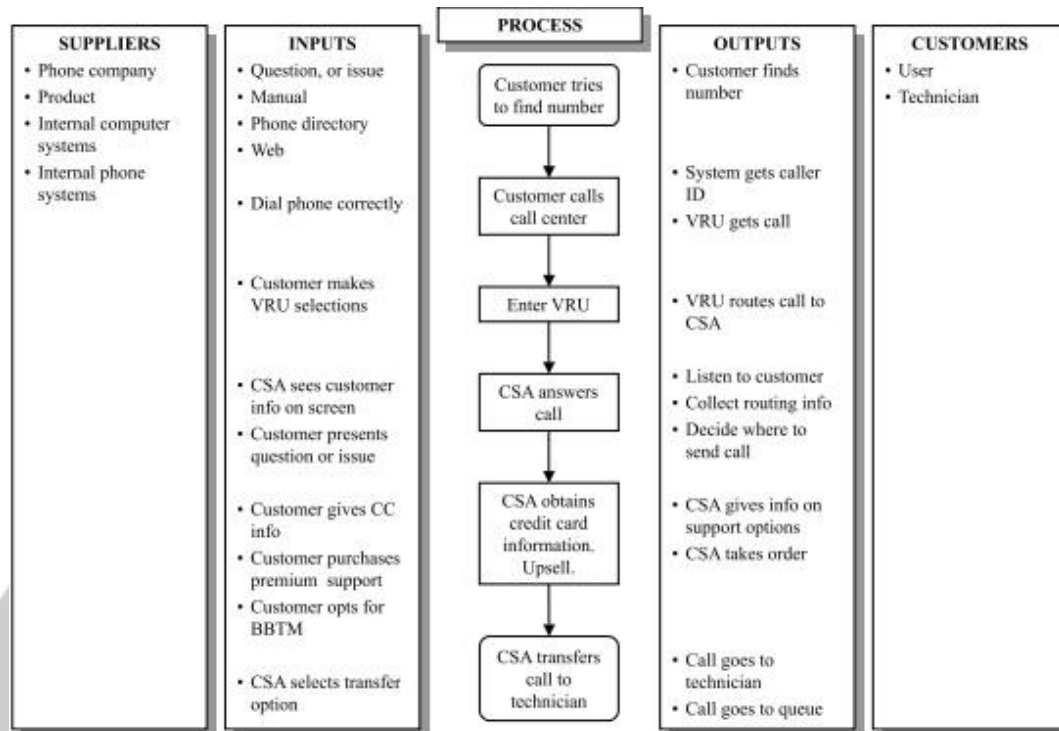 PROCESS
SUPPLIERS
• Phone company
• Product
• Internal computer
systems
• Internal phone
systems
INPUTS
• Question, or issue
• Manual
• Phone directory
• Web
• Dial phone correctly
• Customer makes
VRU selections
• CSA sees customer
info on screen
• Customer presents
question or issue
• Customer gives CC
info
• Customer purchases
premium support
• Customer opts for
BBTM
• CSA selects transfer
option
Customer tries
to find number
Customer calls
call center
Enter VRU
CSA answers
call
CSA obtains
credit card
information.
Upsell.
CSA transfers
call to
technician
OUTPUTS
• Customer finds
number
• System gets caller
ID
• VRU gets call
• VRU routes call to
CSA
• Listen to customer
• Collect routing info
• Decide where to
send call
• CSA gives info on
support options
• CSA takes order
• Call goes to
technician
• Call goes to queue
CUSTOMERS
• User
• Technician